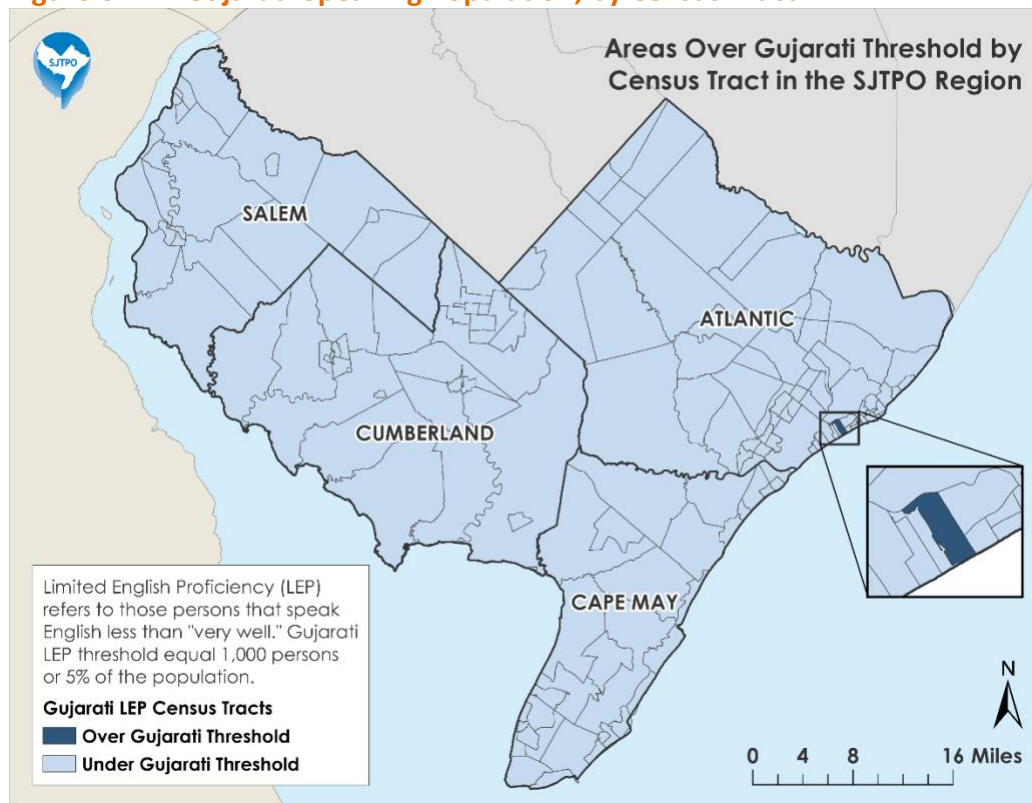 SJTPO
Areas Over Gujarati Threshold by
Census Tract in the SJTPO Region
SALEM
ATLANTIC
CUMBERLAND
CAPE MAY
Limited English Proficiency (LEP)
refers to those persons that speak
English less than "very well." Gujarati
LEP threshold equal 1,000 persons
or 5% of the population.
Gujarati LEP Census Tracts
Over Gujarati Threshold
Under Gujarati Threshold
N
0 4 8 16 Miles